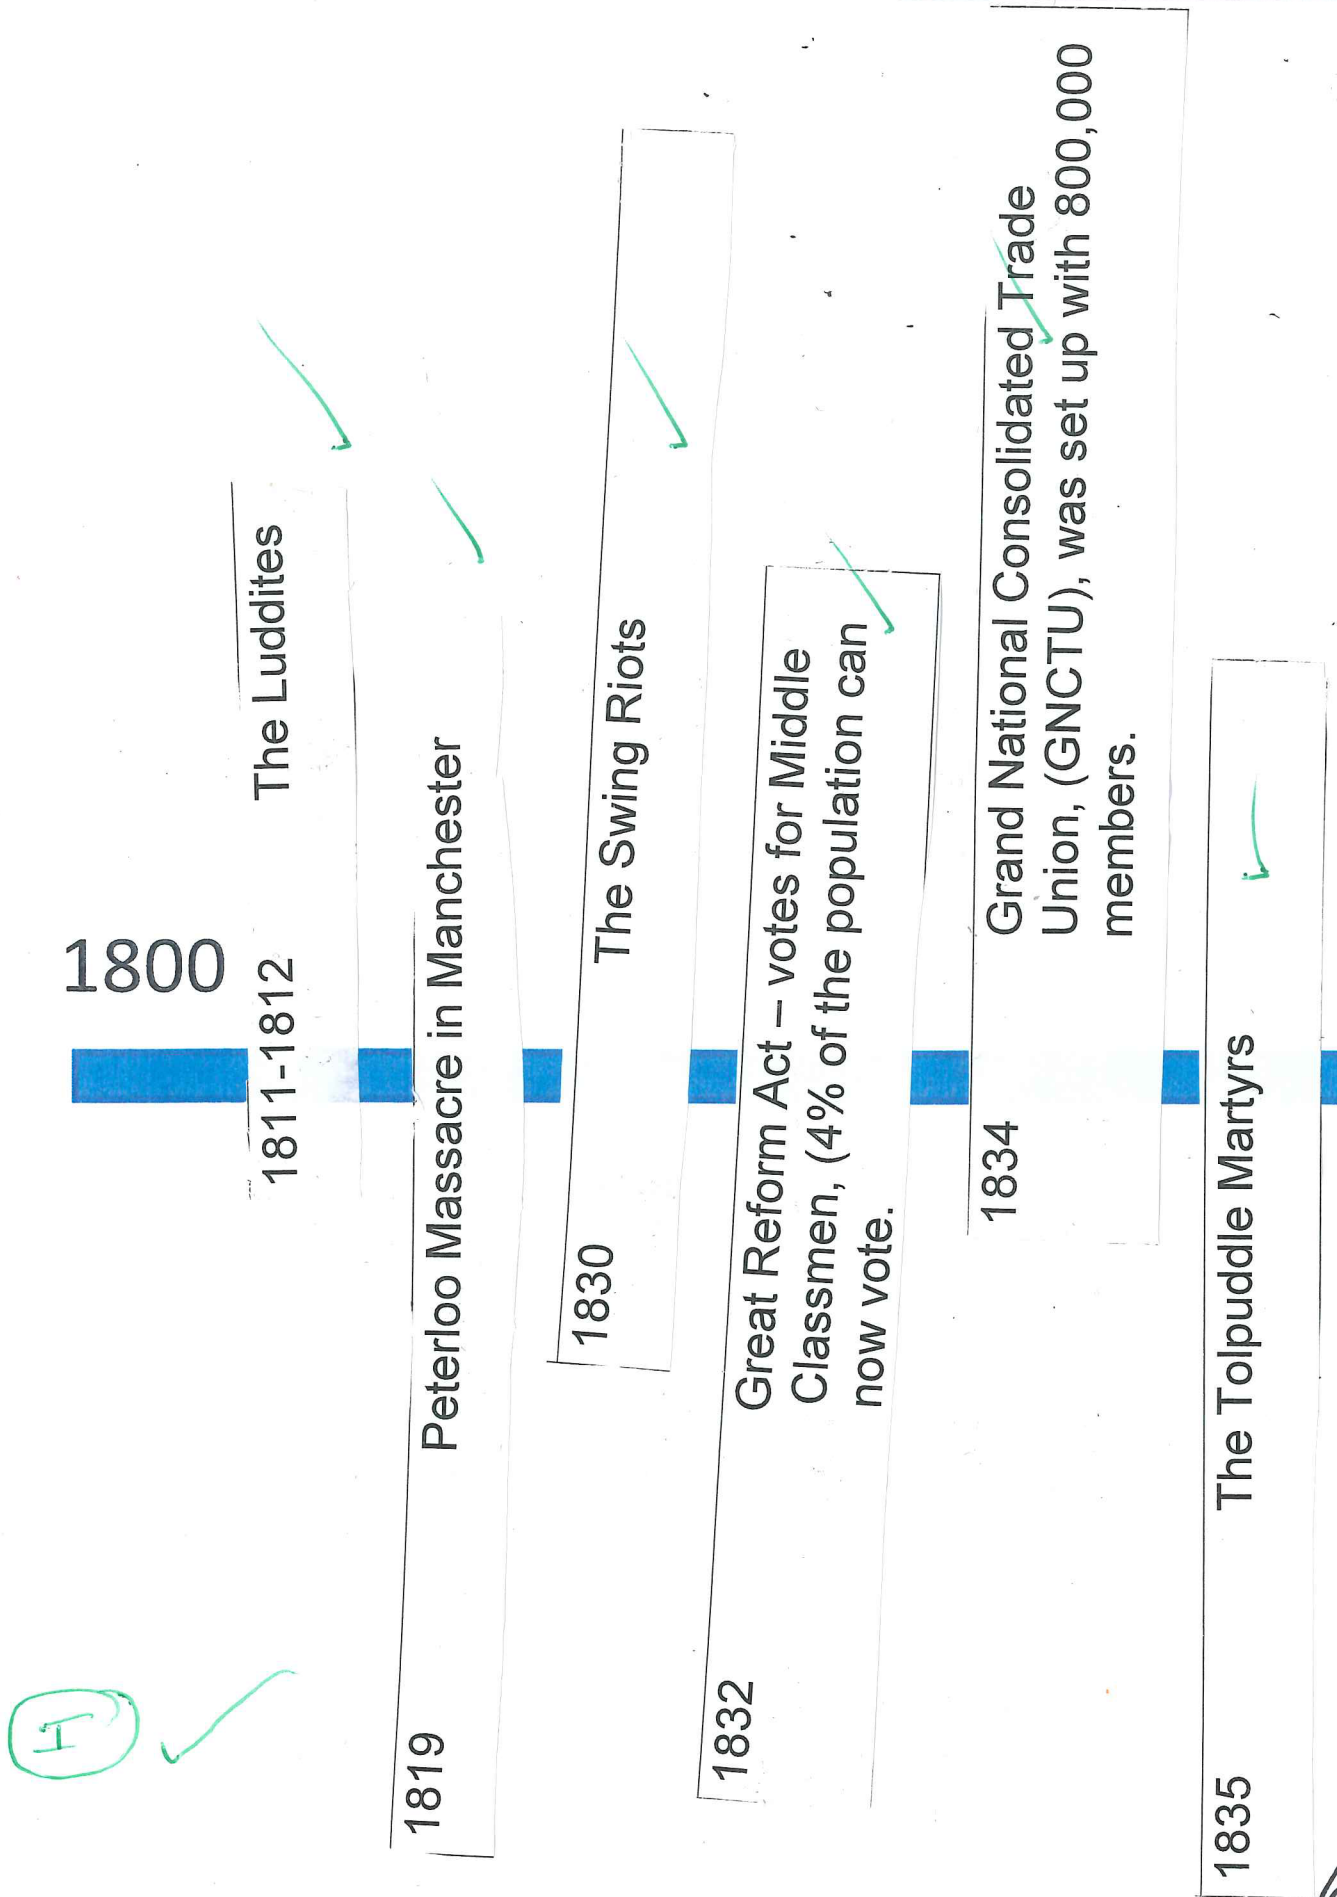 I
1800
1811-1812 The Luddites
1819 Peterloo Massacre in Manchester
1830 The Swing Riots
1832 Great Reform Act – votes for Middle
Classmen, (4% of the population can
now vote.
1834 Grand National Consolidated Trade
Union, (GNCTU), was set up with 800,000
members.
1835 The Tolpuddle Martyrs